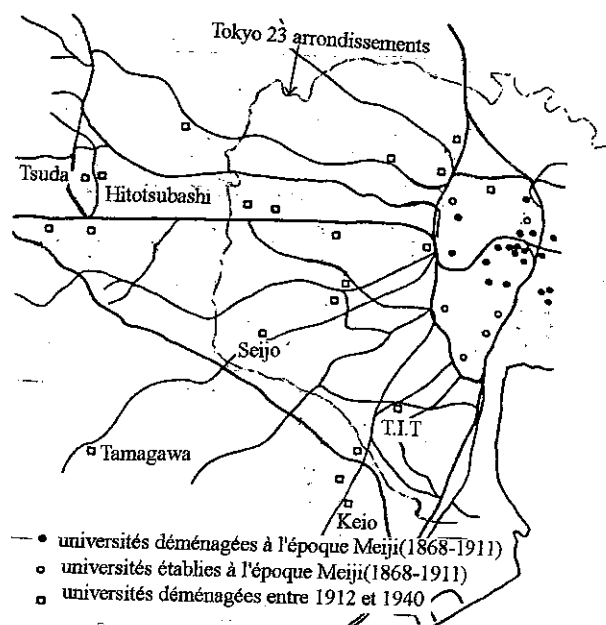 Tokyo 23 arrondissements
Tsuda
Hitotsubashi
Seijo
T.I.T
Tamagawa
Keio
universités déménagées à l'époque Meiji(1868-1911)
universités établies à l'époque Meiji(1868-1911)
universités déménagées entre 1912 et 1940